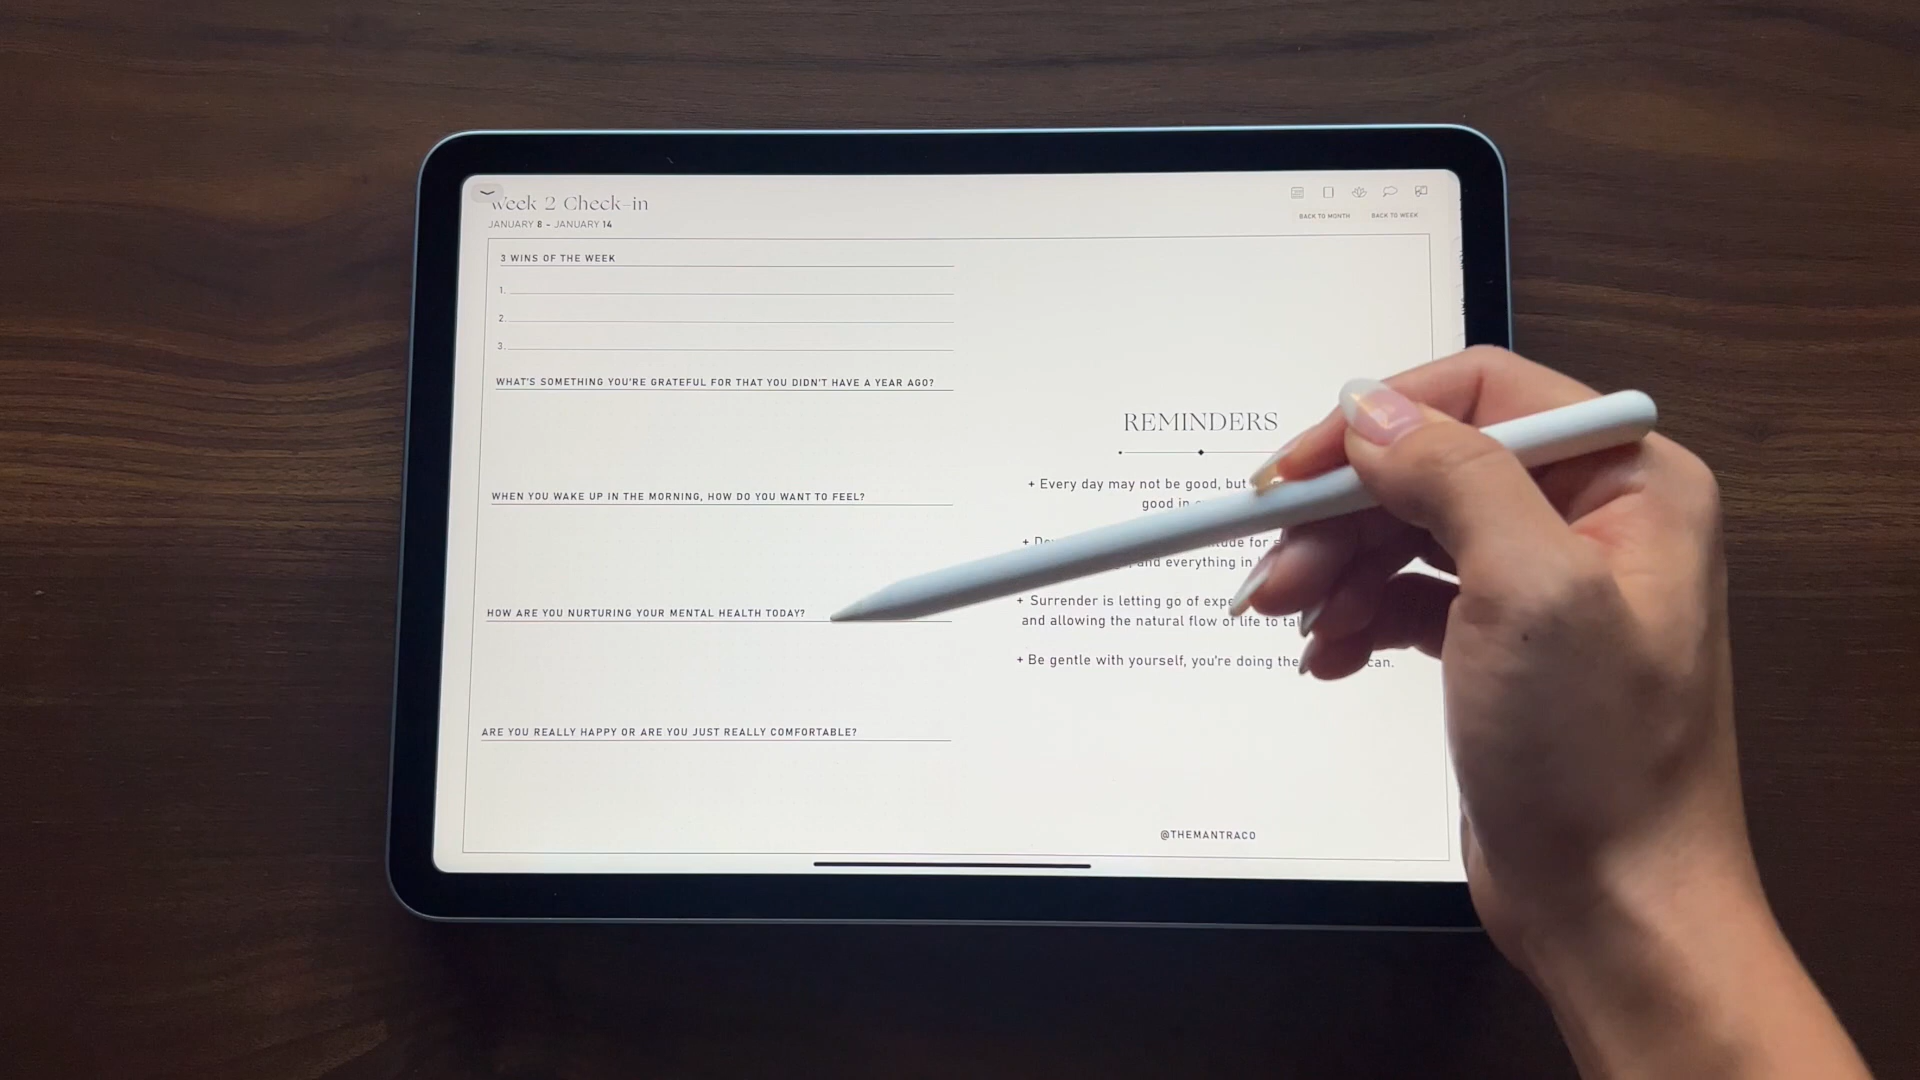 Week 2 Check-in
JANUARY 8 - JANUARY 14
BACK TO MONTH
BACK TO WEEK
3 WINS OF THE WEEK
1.
2.
3.
WHAT'S SOMETHING YOU'RE GRATEFUL FOR THAT YOU DIDN'T HAVE A YEAR AGO?
WHEN YOU WAKE UP IN THE MORNING, HOW DO YOU WANT TO FEEL?
HOW ARE YOU NURTURING YOUR MENTAL HEALTH TODAY?
ARE YOU REALLY HAPPY OR ARE YOU JUST REALLY COMFORTABLE?
REMINDERS
+ Every day may not be good, but
good in
+ for
and everything in
+ Surrender is letting go of
and allowing the natural flow of life to
+ Be gentle with yourself, you're doing the can.
@THEMANTRACO